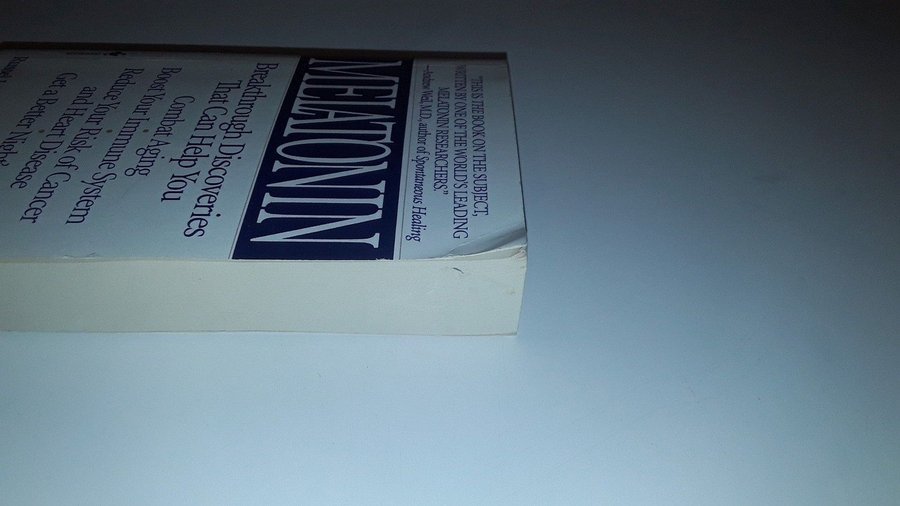 "THIS IS THE BOOK ON THE SUBJECT,
WRITTEN BY ONE OF THE WORLD'S LEADING
MELATONIN RESEARCHERS."
—Andrew Weil, M.D., author of Spontaneous Healing
MELATONIN
Breakthrough Discoveries
That Can Help You
Combat Aging
Boost Your Immune System
Reduce Your Risk of Cancer
and Heart Disease
Get a Better